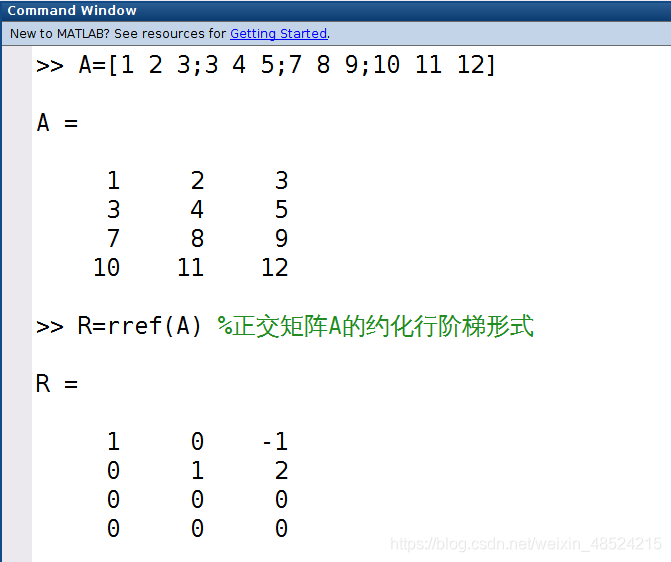 Command Window
New to MATLAB? See resources for Getting Started.
>> A=[1 2 3;3 4 5;7 8 9;10 11 12]
A =
1 2 3
3 4 5
7 8 9
10 11 12
>> R=rref(A) %正交矩阵A的约化行阶梯形式
R =
1 0 -1
0 1 2
0 0 0
0 0 0
https://blog.csdn.net/weixin_48524215